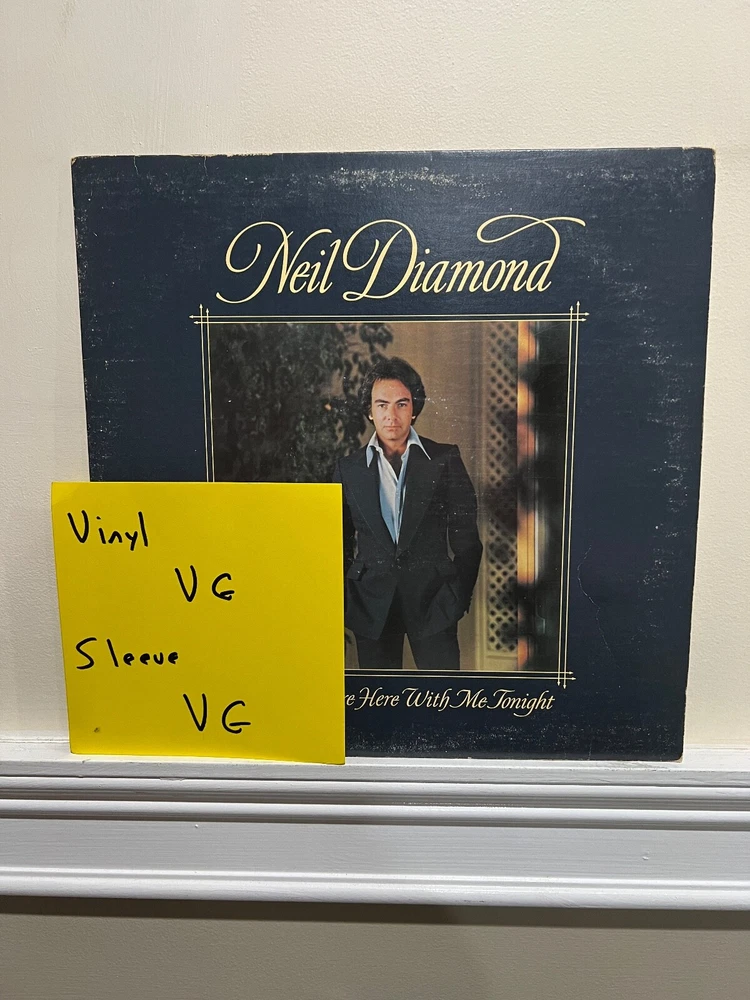 Neil Diamond
Vinyl
VG
Sleeve
VG
Here With Me Tonight